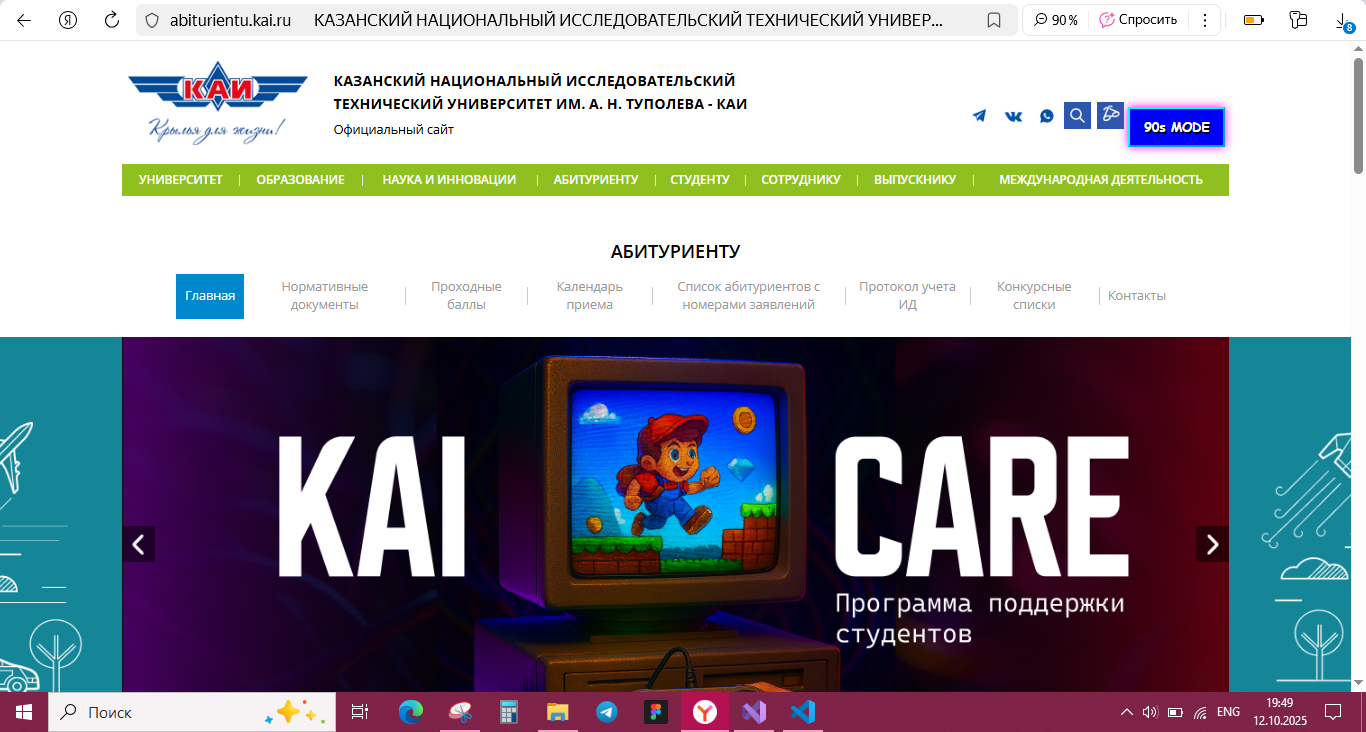 abiturientu.kai.ru КАЗАНСКИЙ НАЦИОНАЛЬНЫЙ ИССЛЕДОВАТЕЛЬСКИЙ ТЕХНИЧЕСКИЙ УНИВЕР...
90 %
Спросить
8
КАИ
Крылья для жизни!
КАЗАНСКИЙ НАЦИОНАЛЬНЫЙ ИССЛЕДОВАТЕЛЬСКИЙ
ТЕХНИЧЕСКИЙ УНИВЕРСИТЕТ ИМ. А. Н. ТУПОЛЕВА - КАИ
Официальный сайт
90s MODE
УНИВЕРСИТЕТ
ОБРАЗОВАНИЕ
НАУКА И ИННОВАЦИИ
АБИТУРИЕНТУ
СТУДЕНТУ
СОТРУДНИКУ
ВЫПУСКНИКУ
МЕЖДУНАРОДНАЯ ДЕЯТЕЛЬНОСТЬ
АБИТУРИЕНТУ
Главная
Нормативные
документы
Проходные
баллы
Календарь
приема
Список абитуриентов с
номерами заявлений
Протокол учета
ИД
Конкурсные
списки
Контакты
KAI
CARE
Программа поддержки
студентов
Поиск
ENG
19:49
12.10.2025